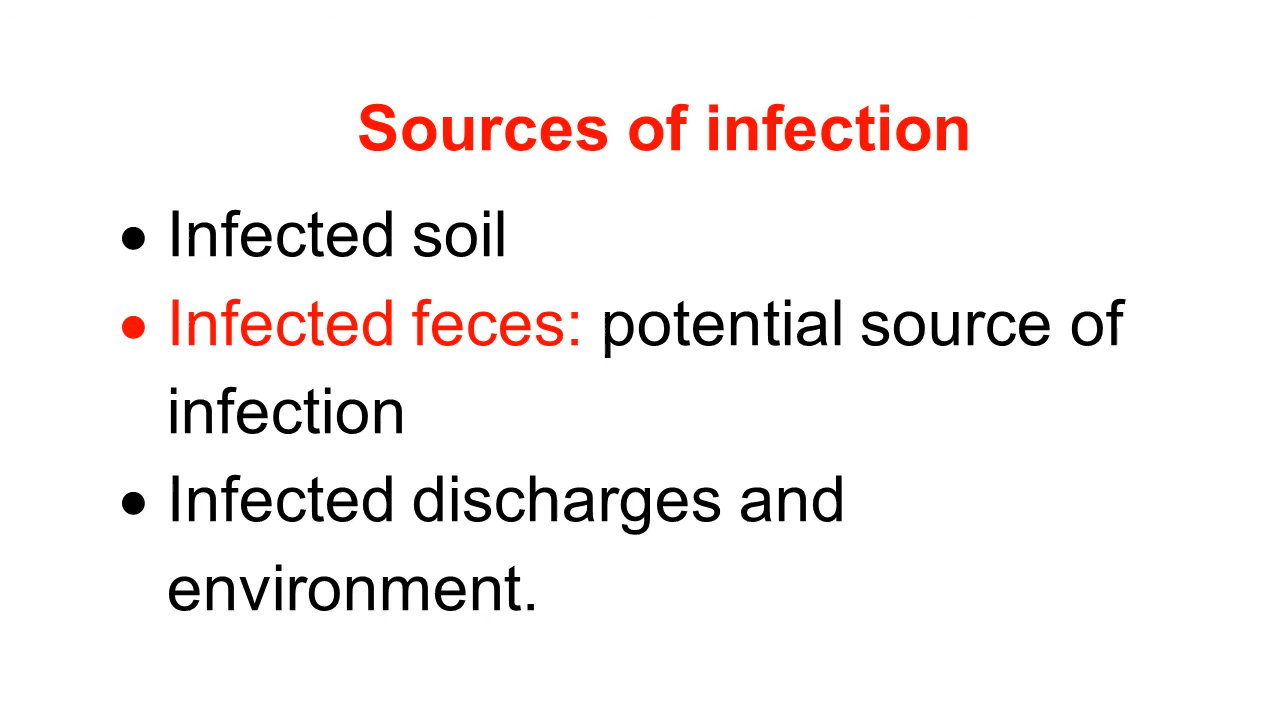 Sources of infection
• Infected soil
• Infected feces: potential source of
infection
• Infected discharges and
environment.